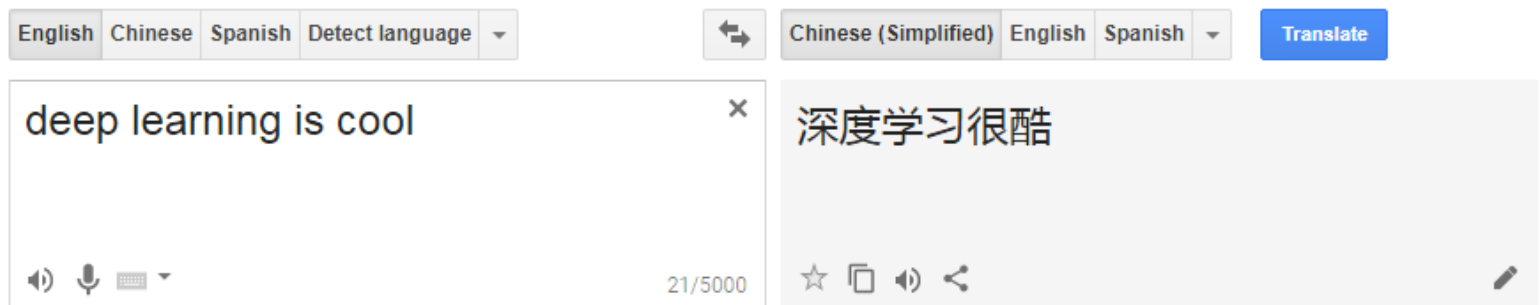 English Chinese Spanish Detect language
Chinese (Simplified) English Spanish Translate
deep learning is cool
深度学习很酷
21/5000